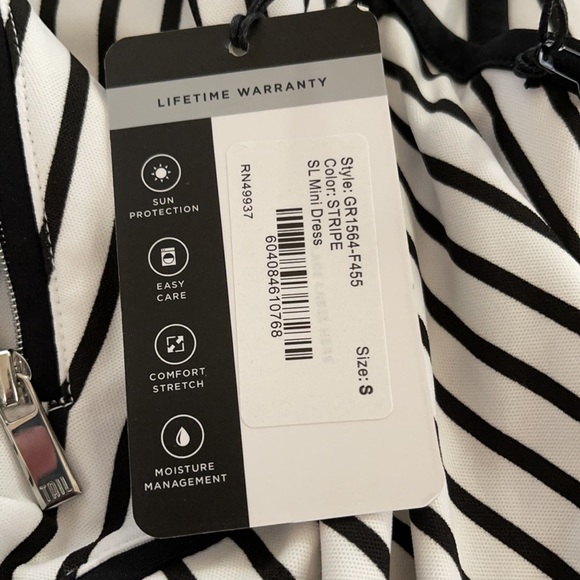 LIFETIME WARRANTY
SUN
PROTECTION
EASY
CARE
COMFORT
STRETCH
MOISTURE
MANAGEMENT
RN49937
Style: GR1564-F455
Color: STRIPE
SL Mini Dress
Size: S
604084610768
TAIL